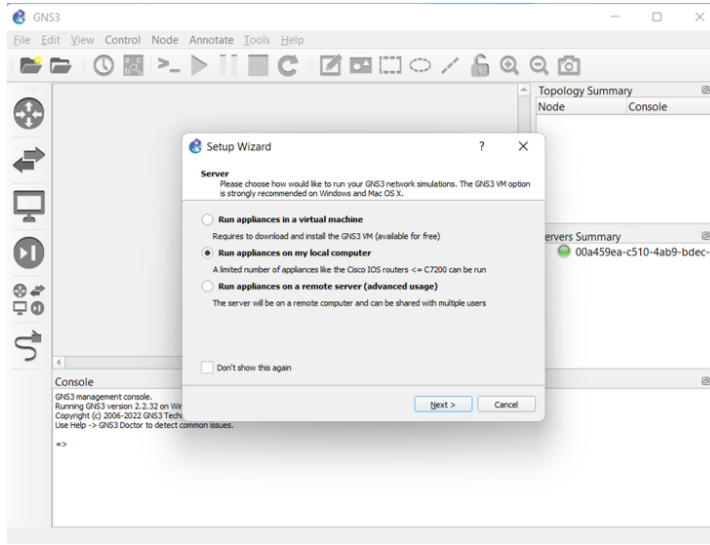 GNS3
File Edit View Control Node Annotate Tools Help
Topology Summary
Node Console
Setup Wizard
Server
Please choose how would like to run your GNS3 network simulations. The GNS3 VM option
is strongly recommended on Windows and Mac OS X.
Run appliances in a virtual machine
Requires to download and install the GNS3 VM (available for free)
Run appliances on my local computer
A limited number of appliances like the Cisco IOS routers <= C7200 can be run
Run appliances on a remote server (advanced usage)
The server will be on a remote computer and can be shared with multiple users
Don't show this again
Next > Cancel
ervers Summary
00a459ea-c510-4ab9-bdec-
Console
GNS3 management console.
Running GNS3 version 2.2.32 on Wi
Copyright (c) 2006-2022 GNS3 Tech
Use Help -> GNS3 Doctor to detect common issues.
=>